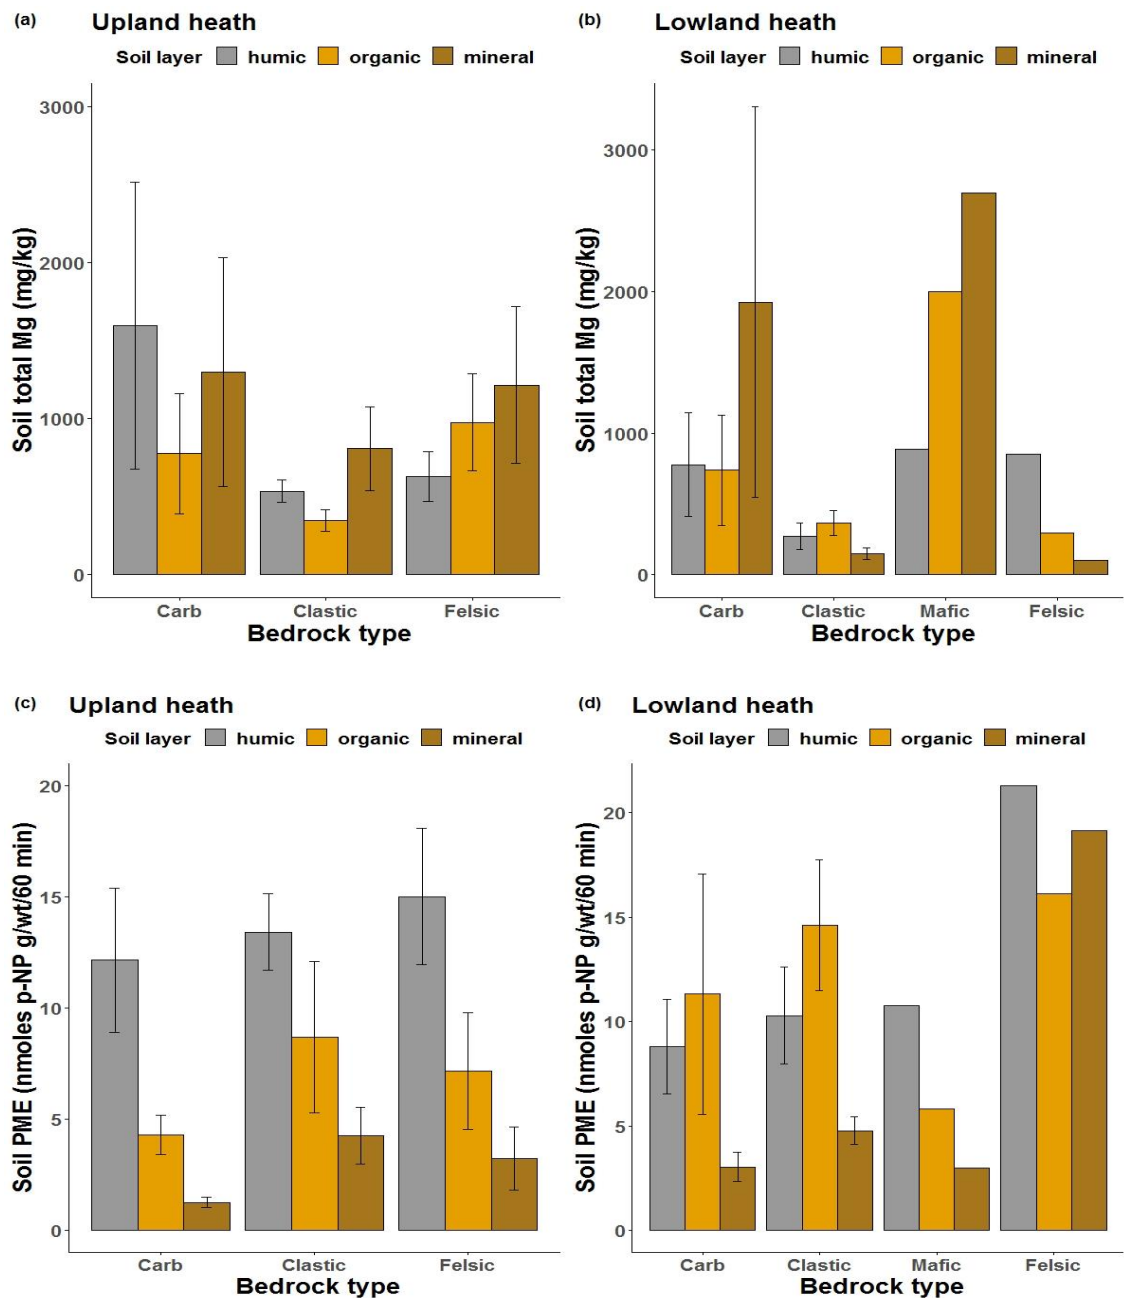 (a) Upland heath
Soil layer humic organic mineral
Soil total Mg (mg/kg)
3000
2000
1000
0
Carb Clastic Felsic
Bedrock type
(b) Lowland heath
Soil layer humic organic mineral
Soil total Mg (mg/kg)
3000
2000
1000
0
Carb Clastic Mafic Felsic
Bedrock type
(c) Upland heath
Soil layer humic organic mineral
Soil PME (nmoles p-NP g/wt/60 min)
20
15
10
5
0
Carb Clastic Felsic
Bedrock type
(d) Lowland heath
Soil layer humic organic mineral
Soil PME (nmoles p-NP g/wt/60 min)
20
15
10
5
0
Carb Clastic Mafic Felsic
Bedrock type